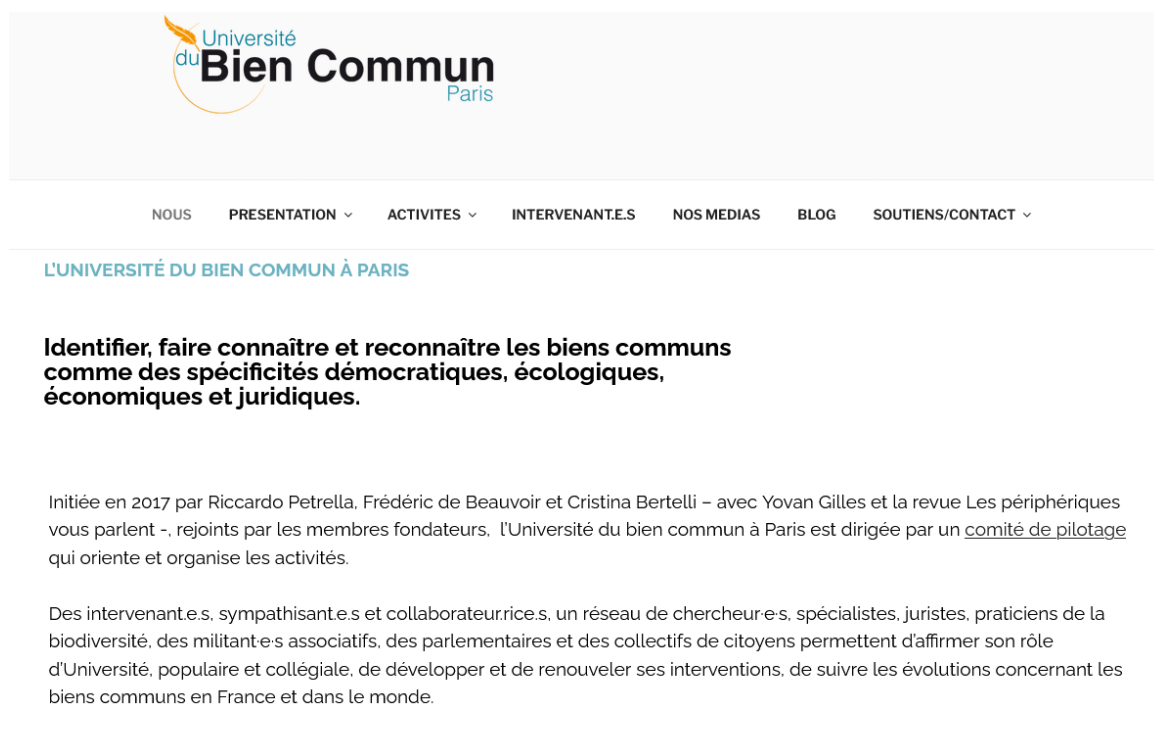 Université
du Bien Commun
Paris
NOUS PRESENTATION ACTIVITES INTERVENANT.E.S NOS MEDIAS BLOG SOUTIENS/CONTACT
L'UNIVERSITÉ DU BIEN COMMUN À PARIS
Identifier, faire connaître et reconnaître les biens communs
comme des spécificités démocratiques, écologiques,
économiques et juridiques.
Initiée en 2017 par Riccardo Petrella, Frédéric de Beauvoir et Cristina Bertelli – avec Yovan Gilles et la revue Les périphériques
vous parlent -, rejoints par les membres fondateurs, l'Université du bien commun à Paris est dirigée par un comité de pilotage
qui oriente et organise les activités.
Des intervenant.e.s, sympathisant.e.s et collaborateur.rice.s, un réseau de chercheur·e·s, spécialistes, juristes, praticiens de la
biodiversité, des militant·e·s associatifs, des parlementaires et des collectifs de citoyens permettent d'affirmer son rôle
d'Université, populaire et collégiale, de développer et de renouveler ses interventions, de suivre les évolutions concernant les
biens communs en France et dans le monde.